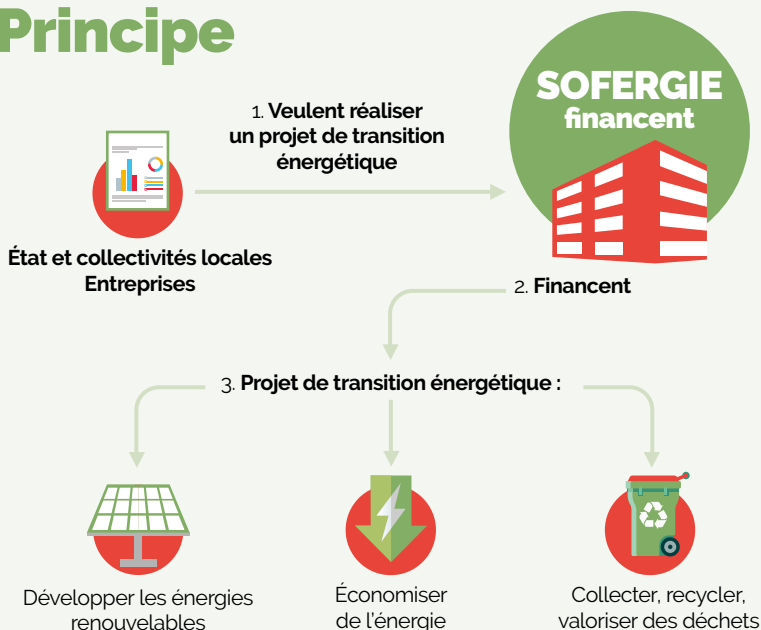 Principe
SOFERGIE
financent
1. Veulent réaliser
un projet de transition
énergétique
État et collectivités locales
Entreprises
2. Financent
3. Projet de transition énergétique :
Développer les énergies
renouvelables
Économiser
de l'énergie
Collecter, recycler,
valoriser des déchets